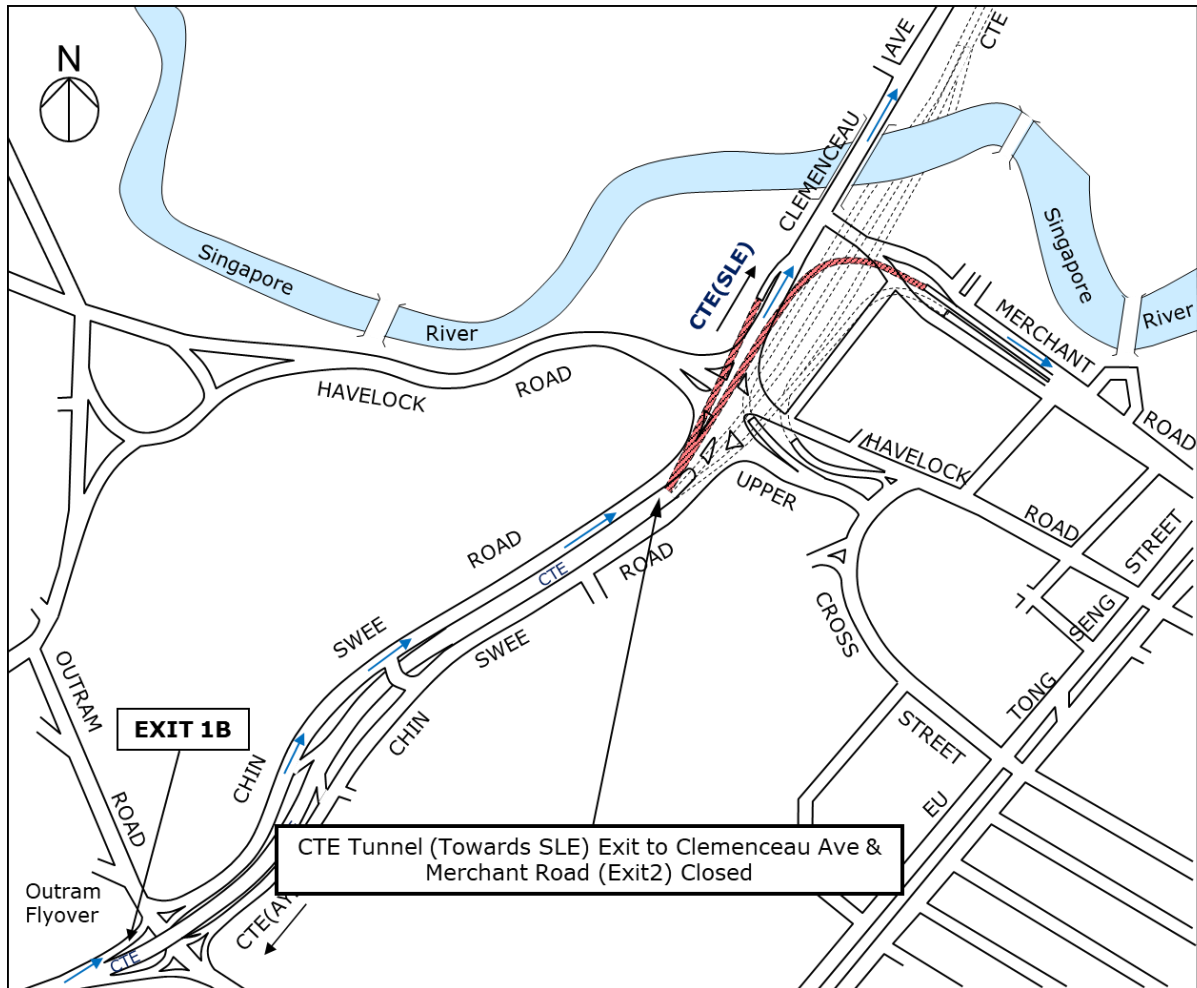 N
AVE
CTE
CLEMENCEAU
CTE(SLE)
Singapore
River
Singapore
River
MERCHANT
ROAD
HAVELOCK
ROAD
HAVELOCK
ROAD
UPPER
CROSS
STREET
STREET
SENG
TONG
EU
ROAD
CTE
ROAD
SWEE
SWEE
CHIN
CHIN
OUTRAM
ROAD
EXIT 1B
CTE Tunnel (Towards SLE) Exit to Clemenceau Ave &
Merchant Road (Exit2) Closed
Outram
Flyover
CTE(AY
CTE